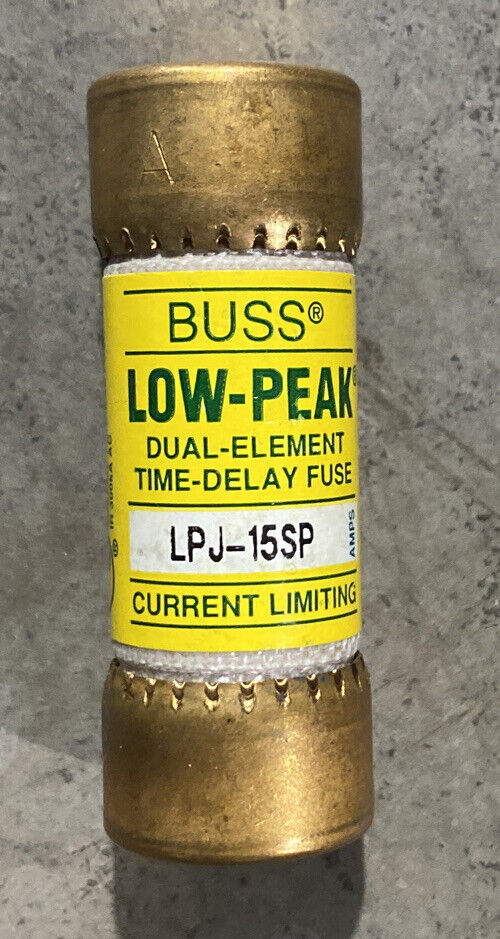 A
BUSS®
LOW-PEAK®
DUAL-ELEMENT
TIME-DELAY FUSE
LPJ-15SP
AMPS
CURRENT LIMITING